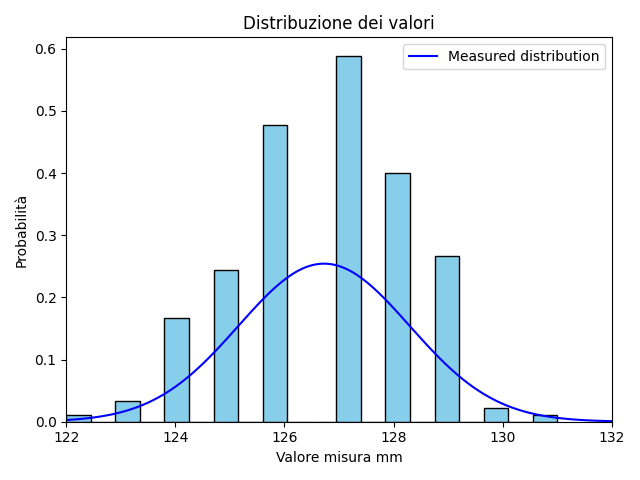 Distribuzione dei valori
Measured distribution
0.6
0.5
0.4
0.3
0.2
0.1
0.0
Probabilità
122 124 126 128 130 132
Valore misura mm